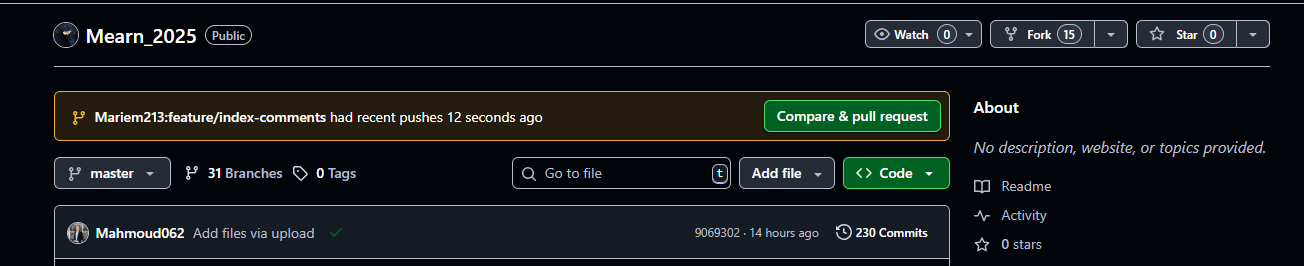 Mearn_2025 Public Watch 0 Fork 15 Star 0
Mariem213:feature/index-comments had recent pushes 12 seconds ago Compare & pull request
master 31 Branches 0 Tags Go to file t Add file Code
Mahmoud062 Add files via upload 9069302 · 14 hours ago 230 Commits
About
No description, website, or topics provided.
Readme
Activity
0 stars